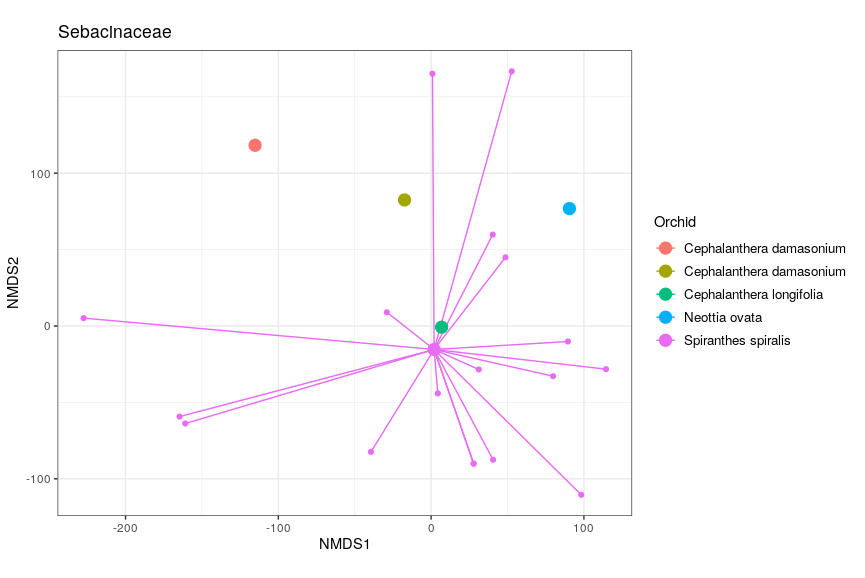 Sebacinaceae
NMDS2
100
0
-100
-200
-100
0
100
NMDS1
Orchid
Cephalanthera damasonium
Cephalanthera damasonium
Cephalanthera longifolia
Neottia ovata
Spiranthes spiralis